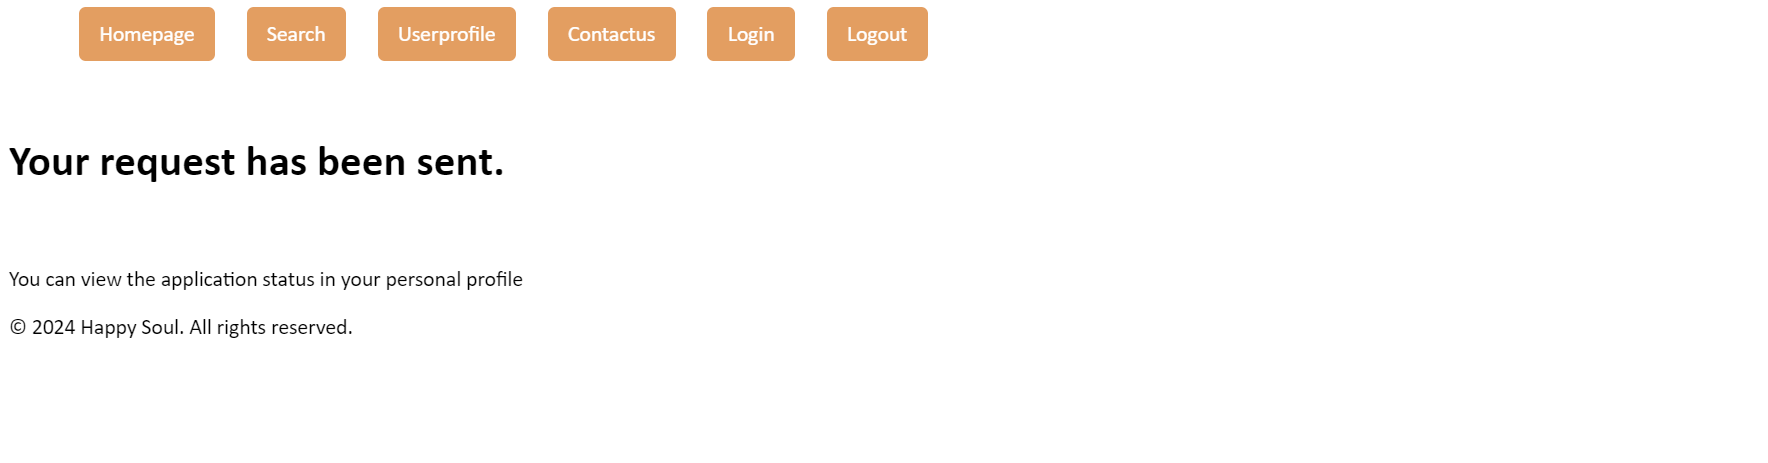 Homepage Search Userprofile Contactus Login Logout
Your request has been sent.
You can view the application status in your personal profile
© 2024 Happy Soul. All rights reserved.